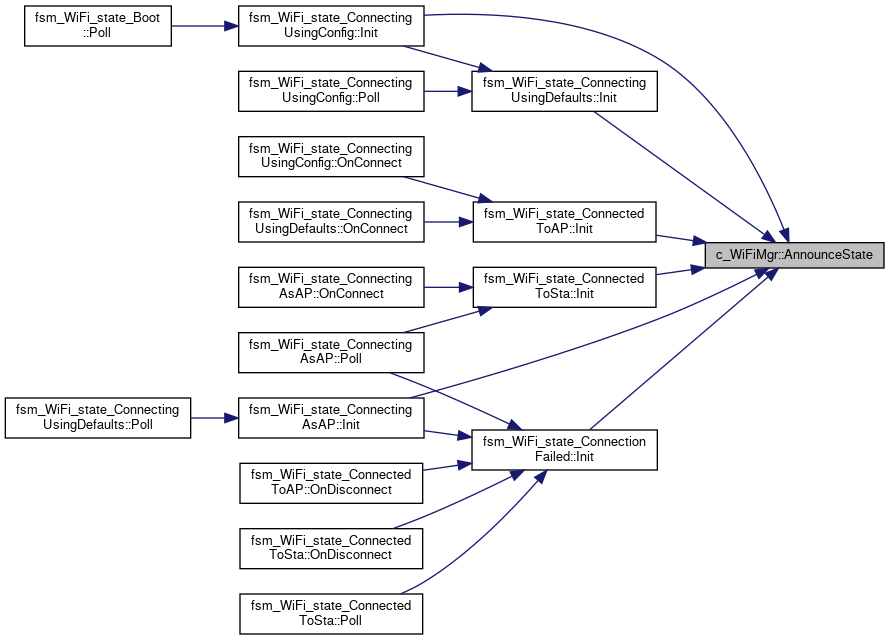 fsm_WiFi_state_Boot
::Poll
fsm_WiFi_state_Connecting
UsingConfig::Init
fsm_WiFi_state_Connecting
UsingConfig::Poll
fsm_WiFi_state_Connecting
UsingDefaults::Init
fsm_WiFi_state_Connecting
UsingConfig::OnConnect
fsm_WiFi_state_Connecting
UsingDefaults::OnConnect
fsm_WiFi_state_Connected
ToAP::Init
c_WiFiMgr::AnnounceState
fsm_WiFi_state_Connecting
AsAP::OnConnect
fsm_WiFi_state_Connected
ToSta::Init
fsm_WiFi_state_Connecting
AsAP::Poll
fsm_WiFi_state_Connecting
UsingDefaults::Poll
fsm_WiFi_state_Connecting
AsAP::Init
fsm_WiFi_state_Connection
Failed::Init
fsm_WiFi_state_Connected
ToAP::OnDisconnect
fsm_WiFi_state_Connected
ToSta::OnDisconnect
fsm_WiFi_state_Connected
ToSta::Poll